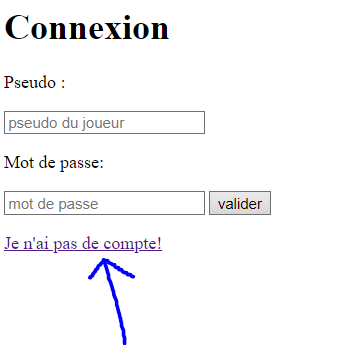 Connexion
Pseudo :
pseudo du joueur
Mot de passe:
mot de passe valider
Je n'ai pas de compte!